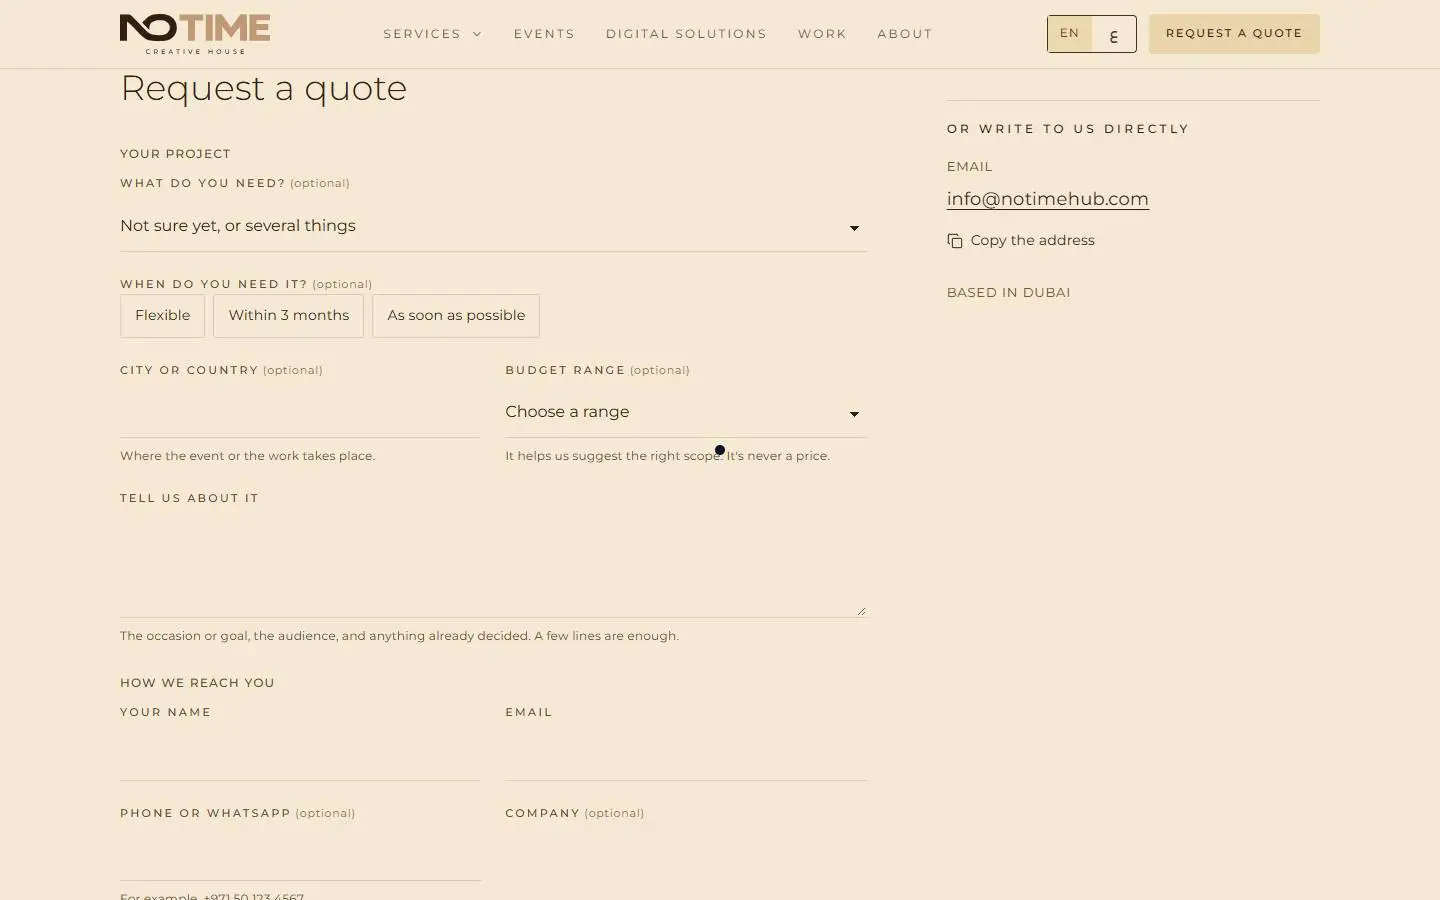 NOTIME
CREATIVE HOUSE
SERVICES
EVENTS
DIGITAL SOLUTIONS
WORK
ABOUT
EN
ع
REQUEST A QUOTE
Request a quote
YOUR PROJECT
WHAT DO YOU NEED? (optional)
Not sure yet, or several things
WHEN DO YOU NEED IT? (optional)
Flexible
Within 3 months
As soon as possible
CITY OR COUNTRY (optional)
Where the event or the work takes place.
BUDGET RANGE (optional)
Choose a range
It helps us suggest the right scope. It's never a price.
TELL US ABOUT IT
The occasion or goal, the audience, and anything already decided. A few lines are enough.
HOW WE REACH YOU
YOUR NAME
EMAIL
PHONE OR WHATSAPP (optional)
For example, +971 50 123 4567
COMPANY (optional)
OR WRITE TO US DIRECTLY
EMAIL
info@notimehub.com
Copy the address
BASED IN DUBAI